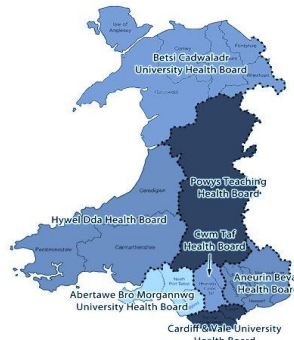 Isle of
Anglesey
Conwy
Flintshire
Betsi Cadwaladr
University Health Board
Gwynedd
Wrexham
Powys Teaching
Health Board
Ceredigion
Hywel Dda Health Board
Cwm Taf
Health Board
Pembrokeshire
Carmarthenshire
Aneurin Beva
Health Board
Abertawe Bro Morgannwg
University Health Board
Cardiff & Vale University
Health Board